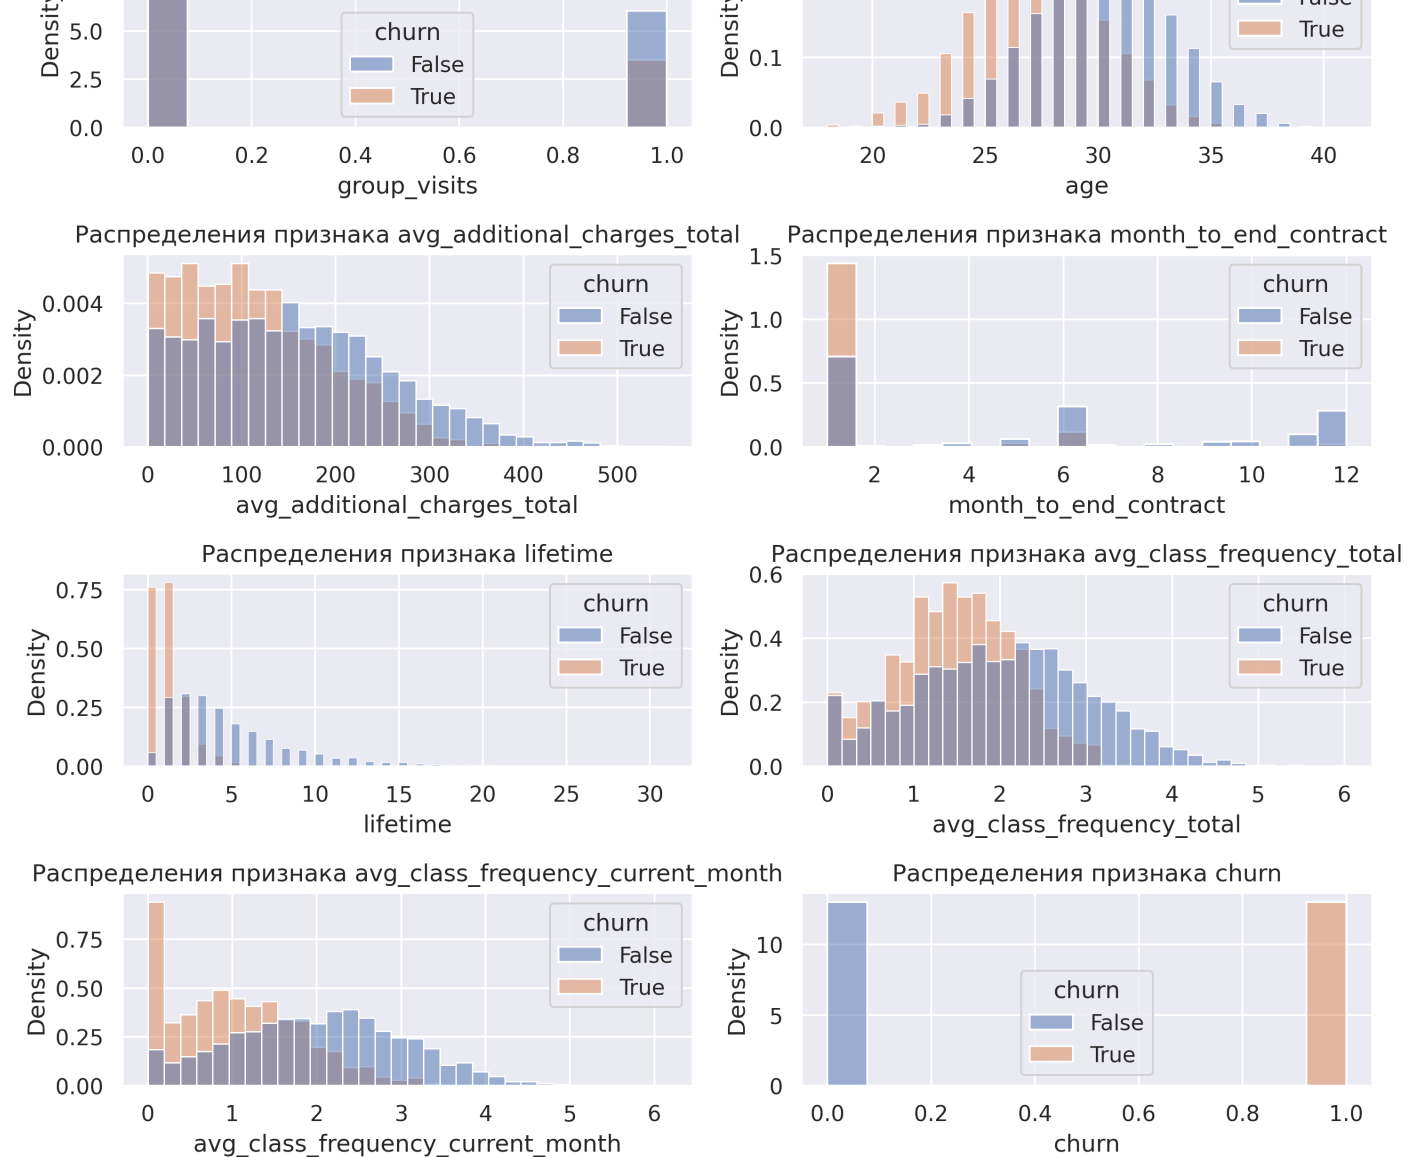 Density
5.0
2.5
0.0
churn
False
True
0.0 0.2 0.4 0.6 0.8 1.0
group_visits
Density
0.1
0.0
False
True
20 25 30 35 40
age
Распределения признака avg_additional_charges_total
Density
0.004
0.002
0.000
churn
False
True
0 100 200 300 400 500
avg_additional_charges_total
Распределения признака month_to_end_contract
Density
1.5
1.0
0.5
0.0
churn
False
True
2 4 6 8 10 12
month_to_end_contract
Распределения признака lifetime
Density
0.75
0.50
0.25
0.00
churn
False
True
0 5 10 15 20 25 30
lifetime
Распределения признака avg_class_frequency_total
Density
0.6
0.4
0.2
0.0
churn
False
True
0 1 2 3 4 5 6
avg_class_frequency_total
Распределения признака avg_class_frequency_current_month
Density
0.75
0.50
0.25
0.00
churn
False
True
0 1 2 3 4 5 6
avg_class_frequency_current_month
Распределения признака churn
Density
10
5
0
churn
False
True
0.0 0.2 0.4 0.6 0.8 1.0
churn